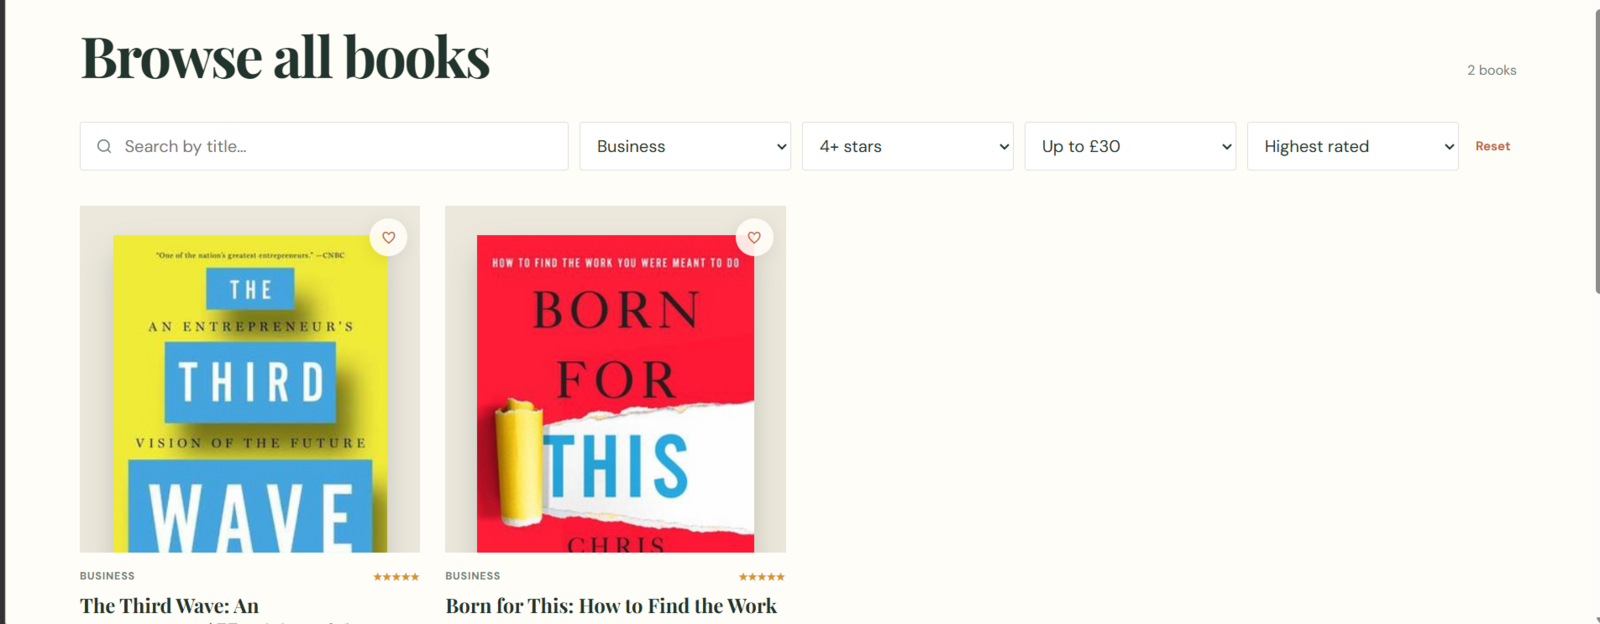 Browse all books
2 books
Search by title...
Business
4+ stars
Up to £30
Highest rated
Reset
"One of the nation's greatest entrepreneurs." —CNBC
THE
AN ENTREPRENEUR'S
THIRD
VISION OF THE FUTURE
WAVE
HOW TO FIND THE WORK YOU WERE MEANT TO DO
BORN
FOR
THIS
CHRIS
BUSINESS ★★★★★
The Third Wave: An
BUSINESS ★★★★★
Born for This: How to Find the Work